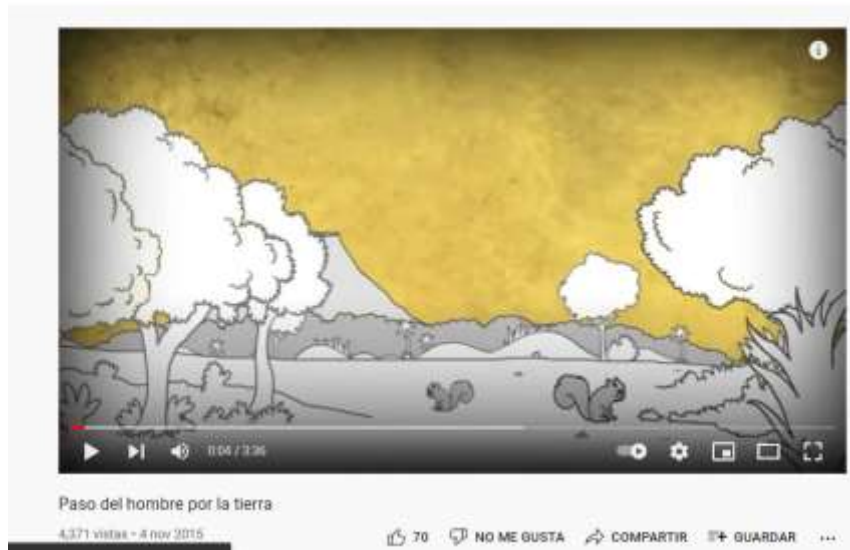 0:04 / 3:36
Paso del hombre por la tierra
4,371 vistas • 4 nov 2015
70 NO ME GUSTA COMPARTIR GUARDAR